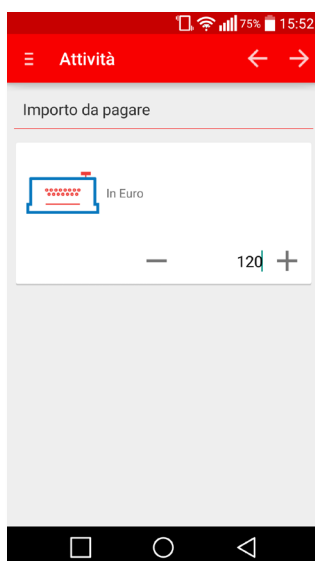 75% 15:52
Attività
Importo da pagare
In Euro
120